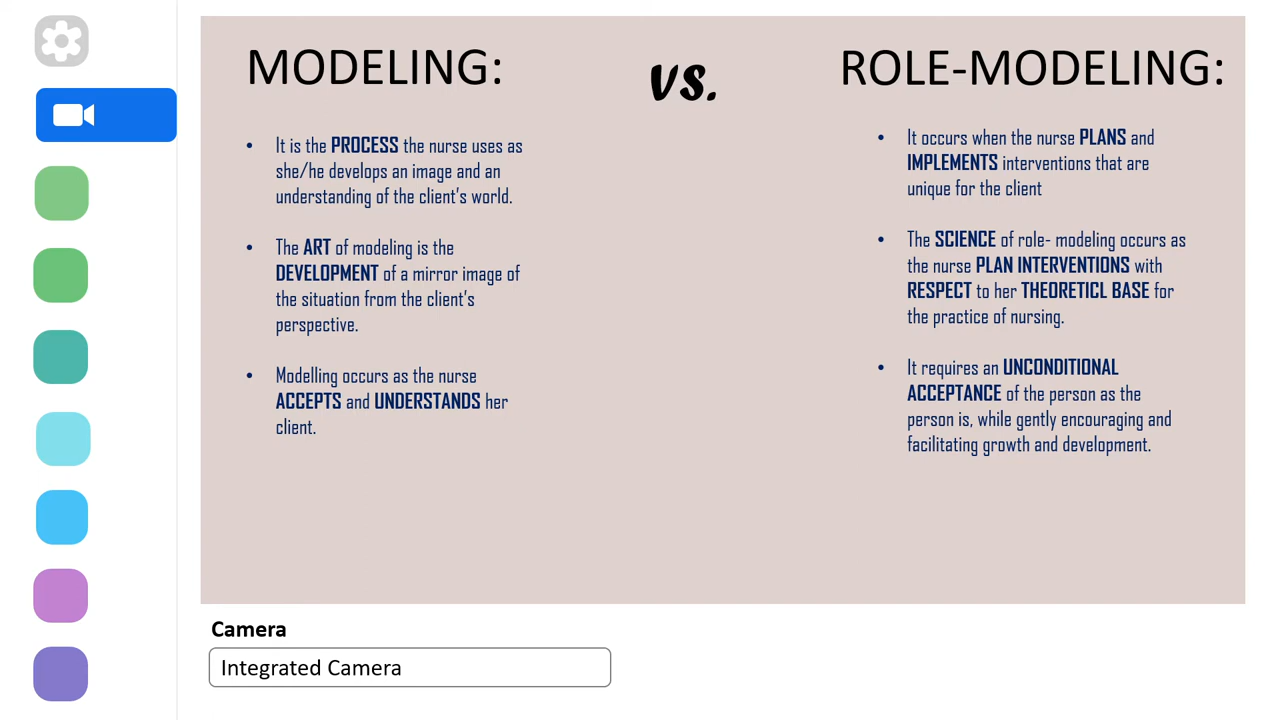 MODELING:
vs.
ROLE-MODELING:
• It is the PROCESS the nurse uses as
she/he develops an image and an
understanding of the client's world.
• The ART of modeling is the
DEVELOPMENT of a mirror image of
the situation from the client's
perspective.
• Modelling occurs as the nurse
ACCEPTS and UNDERSTANDS her
client.
• It occurs when the nurse PLANS and
IMPLEMENTS interventions that are
unique for the client
• The SCIENCE of role- modeling occurs as
the nurse PLAN INTERVENTIONS with
RESPECT to her THEORETICL BASE for
the practice of nursing.
• It requires an UNCONDITIONAL
ACCEPTANCE of the person as the
person is, while gently encouraging and
facilitating growth and development.
Camera
Integrated Camera